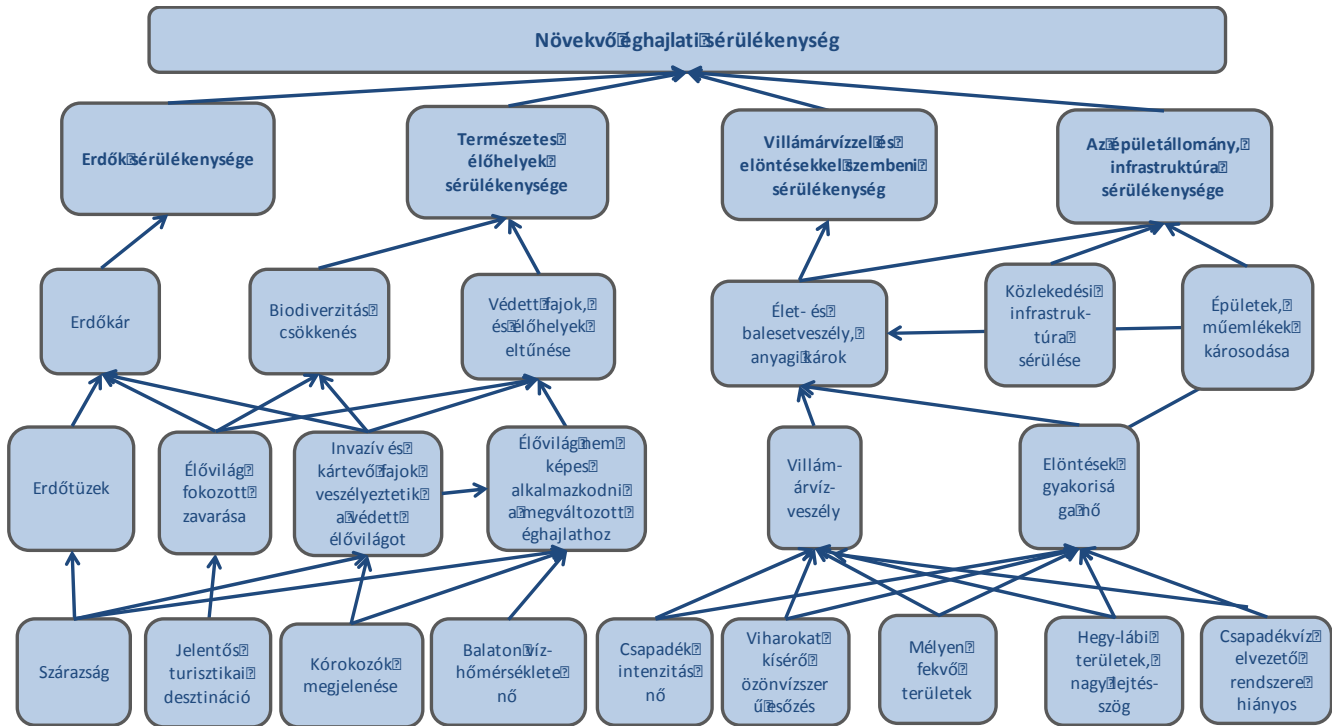 Növekvő éghajlati sérülékenység
Erdők sérülékenysége
Természetes
élőhelyek
sérülékenysége
Villámárvízzel és
elöntésekkel szembeni
sérülékenység
Az épületállomány,
infrastruktúra
sérülékenysége
Erdőkár
Biodiverzitás
csökkenés
Védett fajok,
és élőhelyek
eltűnése
Élet- és
balesetveszély,
anyagi károk
Közlekedési
infrastruk-
túra
sérülése
Épületek,
műemlékek
károsodása
Erdőtüzek
Élővilág
fokozott
zavarása
Invazív és
kártevő fajok
veszélyeztetik
a védett
élővilágot
Élővilág nem
képes
alkalmazkodni
a megváltozott
éghajlathoz
Villám-
árvíz-
veszély
Elöntések
gyakorisá
ga nő
Szárazság
Jelentős
turisztikai
desztináció
Kórokozók
megjelenése
Balaton víz-
hőmérséklete
nő
Csapadék
intenzitás
nő
Viharokat
kísérő
özönvízszer
ű esőzés
Mélyen
fekvő
területek
Hegy-lábi
területek,
nagy lejtés-
szög
Csapadékvíz
elvezető
rendszere
hiányos